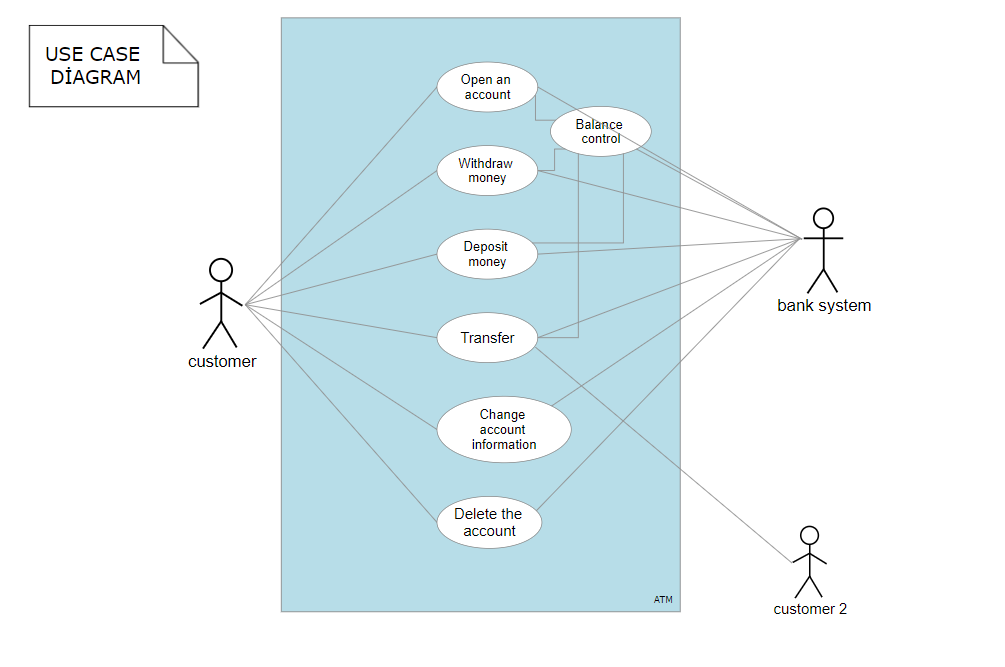 USE CASE
DİAGRAM
Open an
account
Balance
control
Withdraw
money
Deposit
money
Transfer
Change
account
information
Delete the
account
ATM
customer
bank system
customer 2